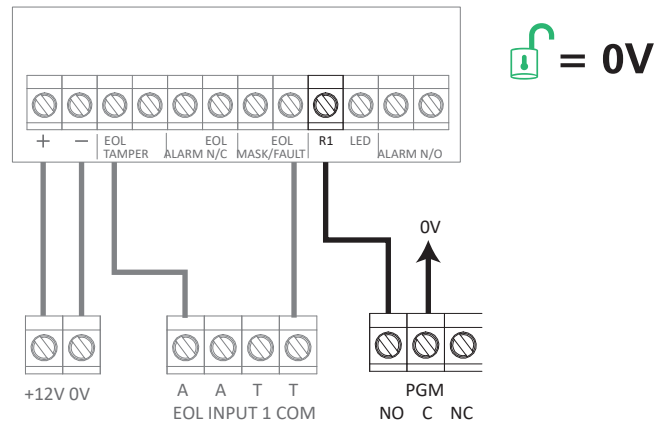 = 0V
+ − EOL EOL EOL R1 LED
TAMPER ALARM N/C MASK/FAULT ALARM N/O
0V
+12V 0V A A T T PGM
EOL INPUT 1 COM NO C NC